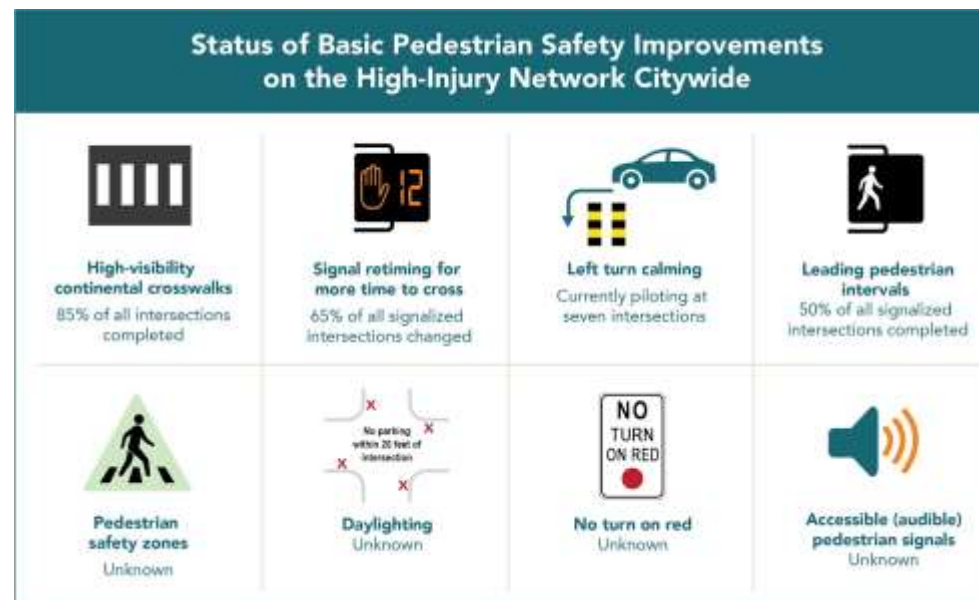 Status of Basic Pedestrian Safety Improvements
on the High-Injury Network Citywide
12
High-visibility
continental crosswalks
85% of all intersections
completed
Signal retiming for
more time to cross
65% of all signalized
intersections changed
Left turn calming
Currently piloting at
seven intersections
Leading pedestrian
intervals
50% of all signalized
intersections completed
Pedestrian
safety zones
Unknown
X
No parking
X
within 20 feet of
X
intersection
X
Daylighting
Unknown
NO
TURN
ON RED
No turn on red
Unknown
Accessible (audible)
pedestrian signals
Unknown